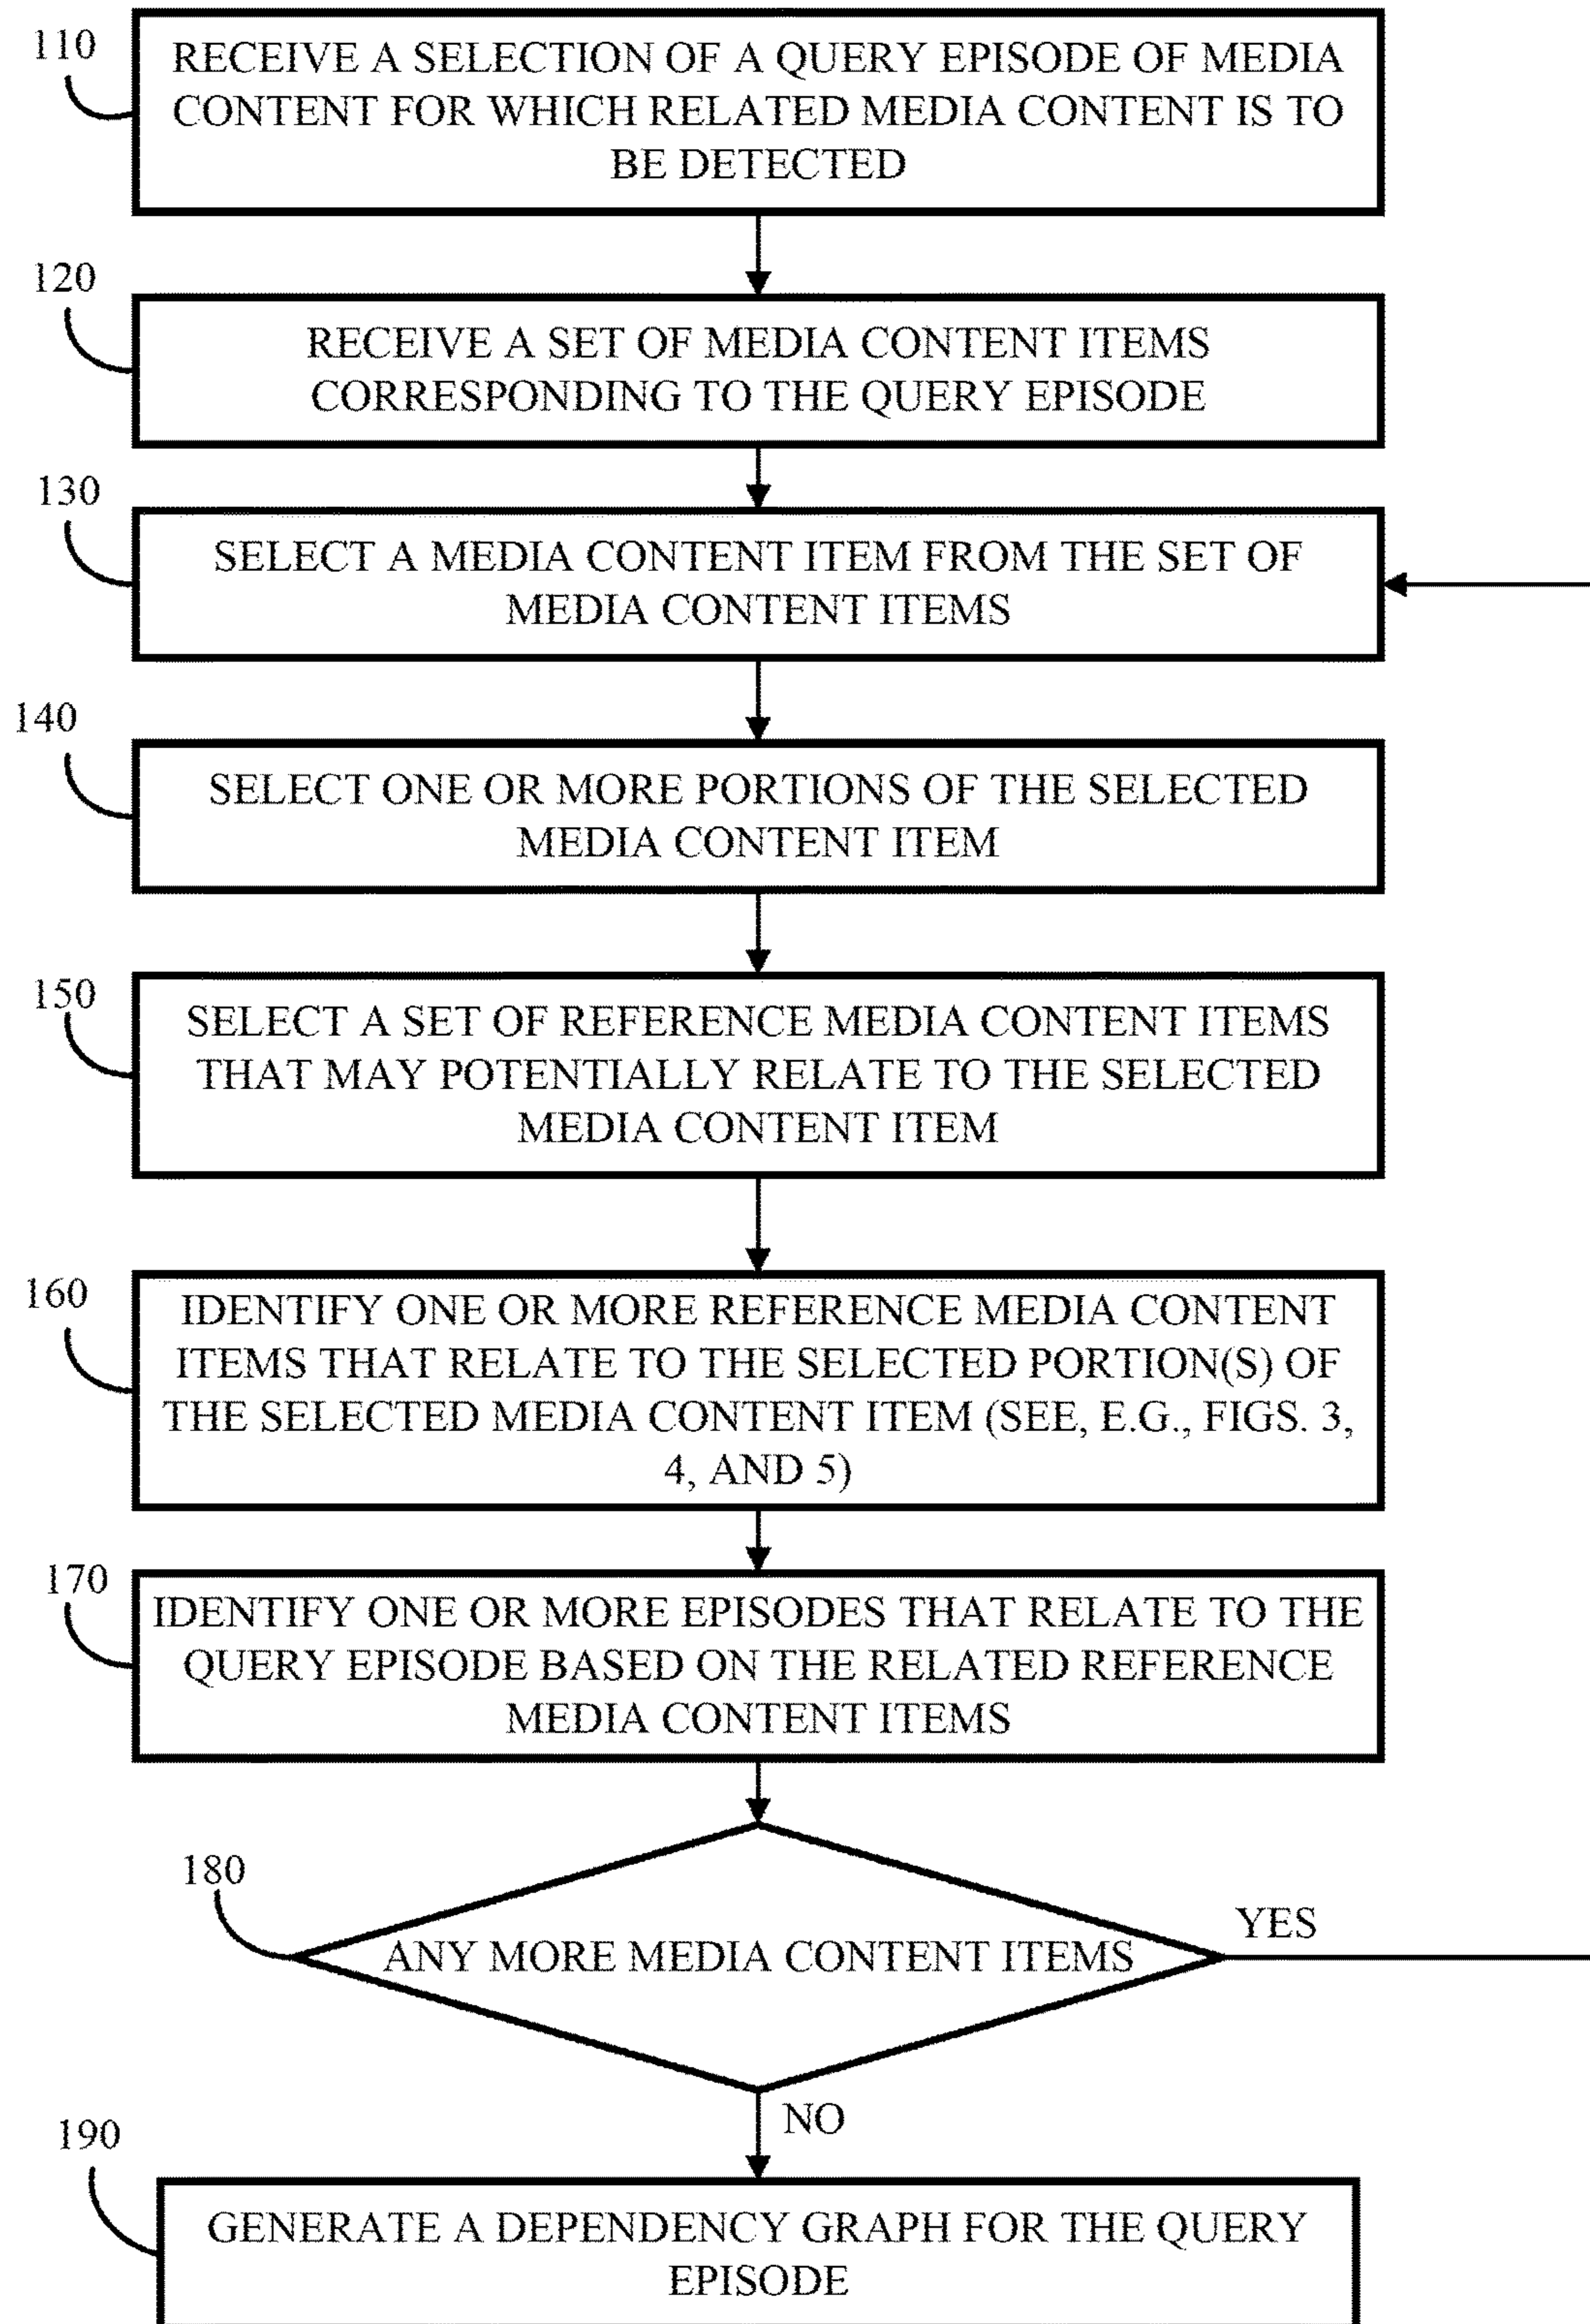 110
RECEIVE A SELECTION OF A QUERY EPISODE OF MEDIA
CONTENT FOR WHICH RELATED MEDIA CONTENT IS TO
BE DETECTED
120
RECEIVE A SET OF MEDIA CONTENT ITEMS
CORRESPONDING TO THE QUERY EPISODE
130
SELECT A MEDIA CONTENT ITEM FROM THE SET OF
MEDIA CONTENT ITEMS
140
SELECT ONE OR MORE PORTIONS OF THE SELECTED
MEDIA CONTENT ITEM
150
SELECT A SET OF REFERENCE MEDIA CONTENT ITEMS
THAT MAY POTENTIALLY RELATE TO THE SELECTED
MEDIA CONTENT ITEM
160
IDENTIFY ONE OR MORE REFERENCE MEDIA CONTENT
ITEMS THAT RELATE TO THE SELECTED PORTION(S) OF
THE SELECTED MEDIA CONTENT ITEM (SEE, E.G., FIGS. 3,
4, AND 5)
170
IDENTIFY ONE OR MORE EPISODES THAT RELATE TO THE
QUERY EPISODE BASED ON THE RELATED REFERENCE
MEDIA CONTENT ITEMS
180
ANY MORE MEDIA CONTENT ITEMS
YES
NO
190
GENERATE A DEPENDENCY GRAPH FOR THE QUERY
EPISODE